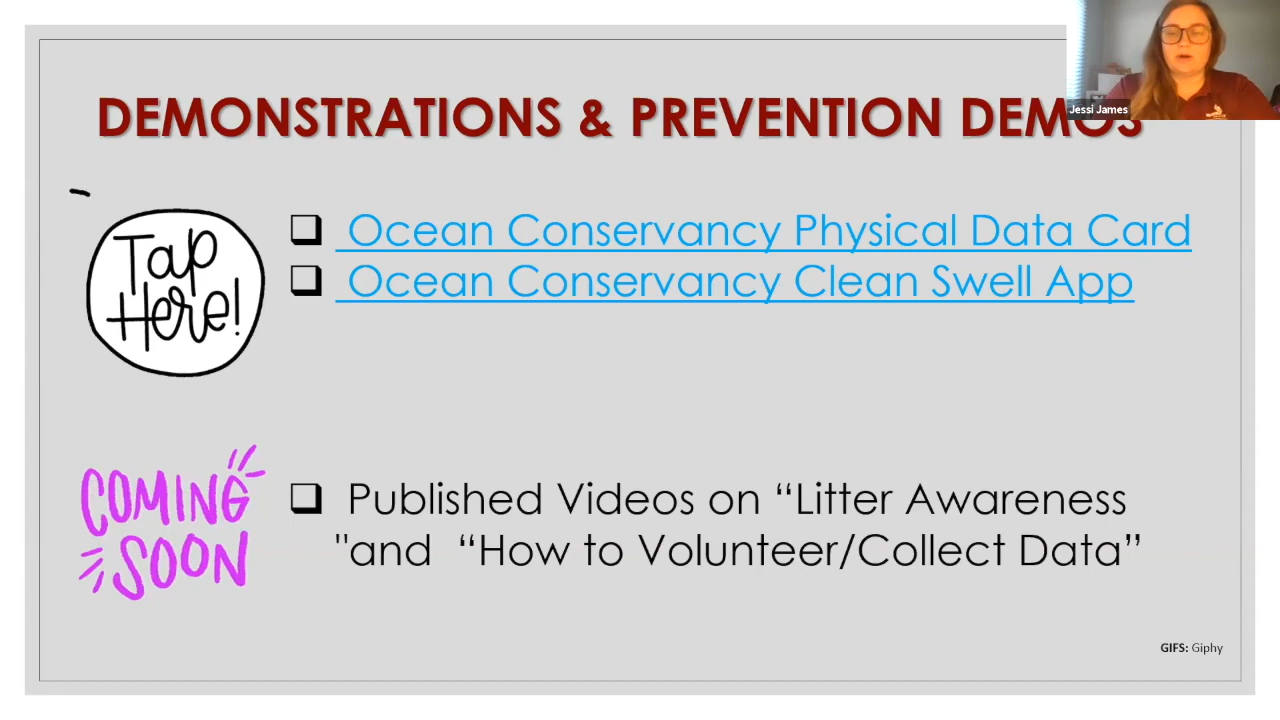 Jessi James
DEMONSTRATIONS & PREVENTION DEMOS
Tap
Here!
Ocean Conservancy Physical Data Card
Ocean Conservancy Clean Swell App
COMING
SOON
Published Videos on “Litter Awareness
"and “How to Volunteer/Collect Data”
GIFS: Giphy